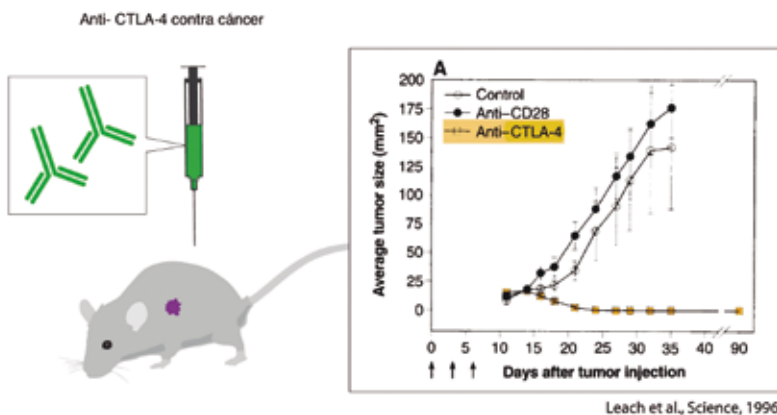 Anti- CTLA-4 contra cáncer
A
Control
Anti-CD28
Anti-CTLA-4
Average tumor size (mm²)
200
175
150
125
100
75
50
25
0
0 5 10 15 20 25 30 35 40 90
Days after tumor injection
Leach et al., Science, 1996